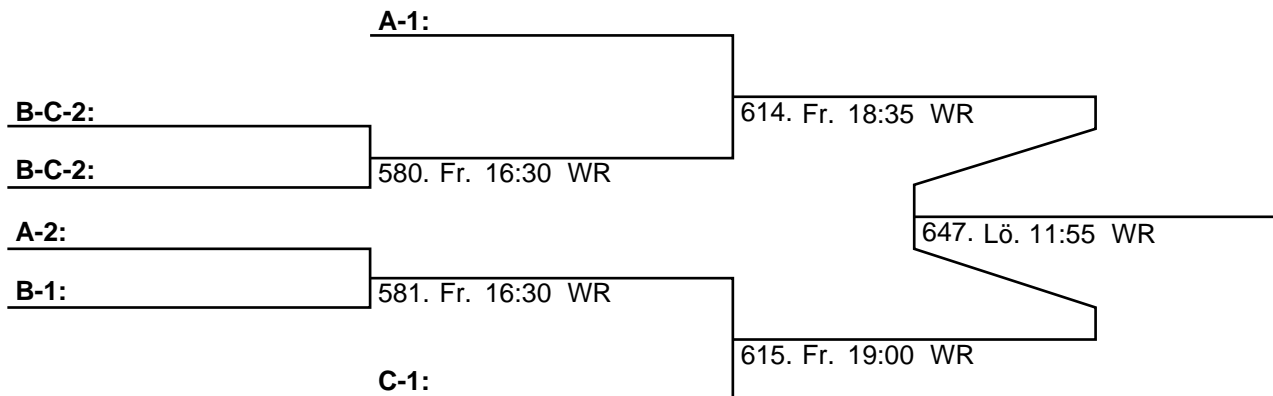 A-1:
B-C-2:
614. Fr. 18:35 WR
B-C-2:
580. Fr. 16:30 WR
A-2:
647. Lö. 11:55 WR
B-1:
581. Fr. 16:30 WR
615. Fr. 19:00 WR
C-1: